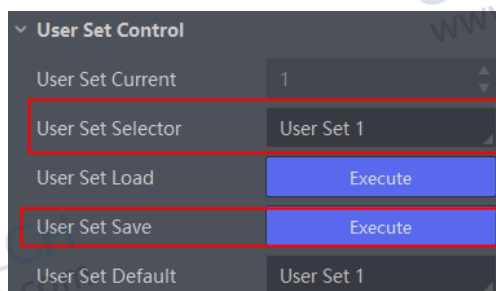 User Set Control
User Set Current 1
User Set Selector User Set 1
User Set Load Execute
User Set Save Execute
User Set Default User Set 1